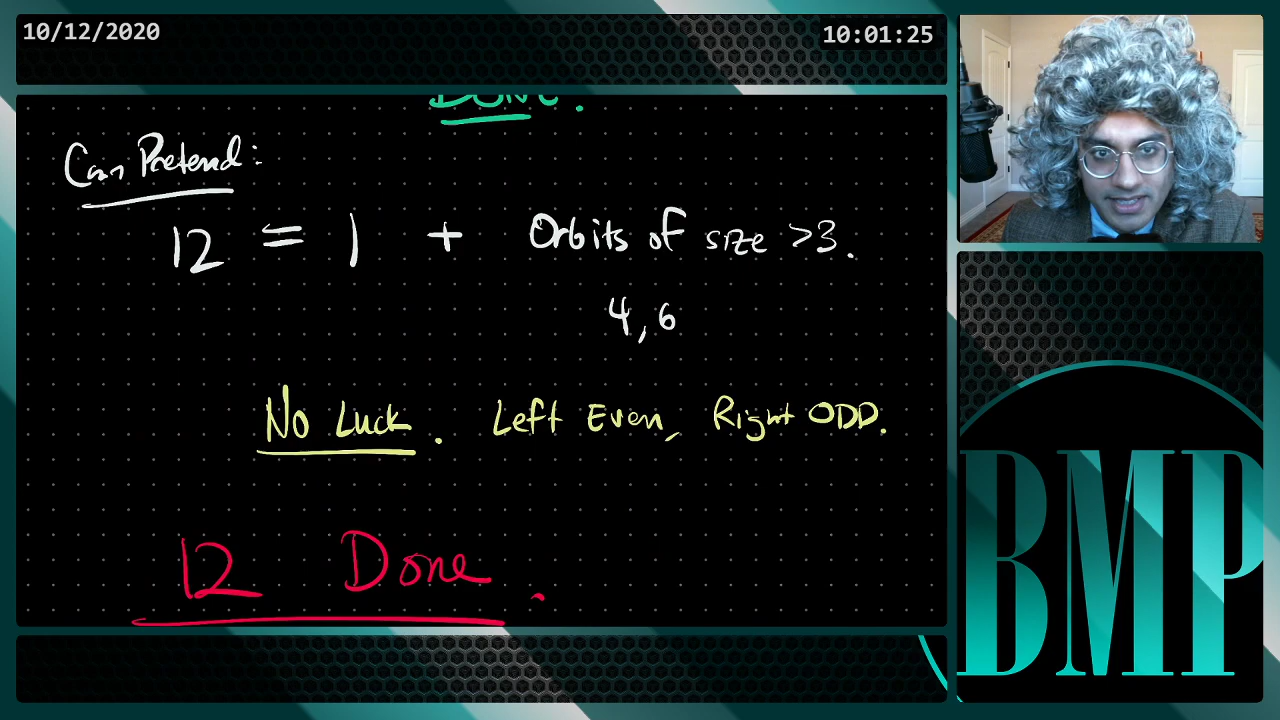 10/12/2020
10:01:25
DONE.
Can Pretend:
12 = 1 + Orbits of size >3.
4, 6
No Luck. Left Even, Right ODD.
12 Done.
BMP